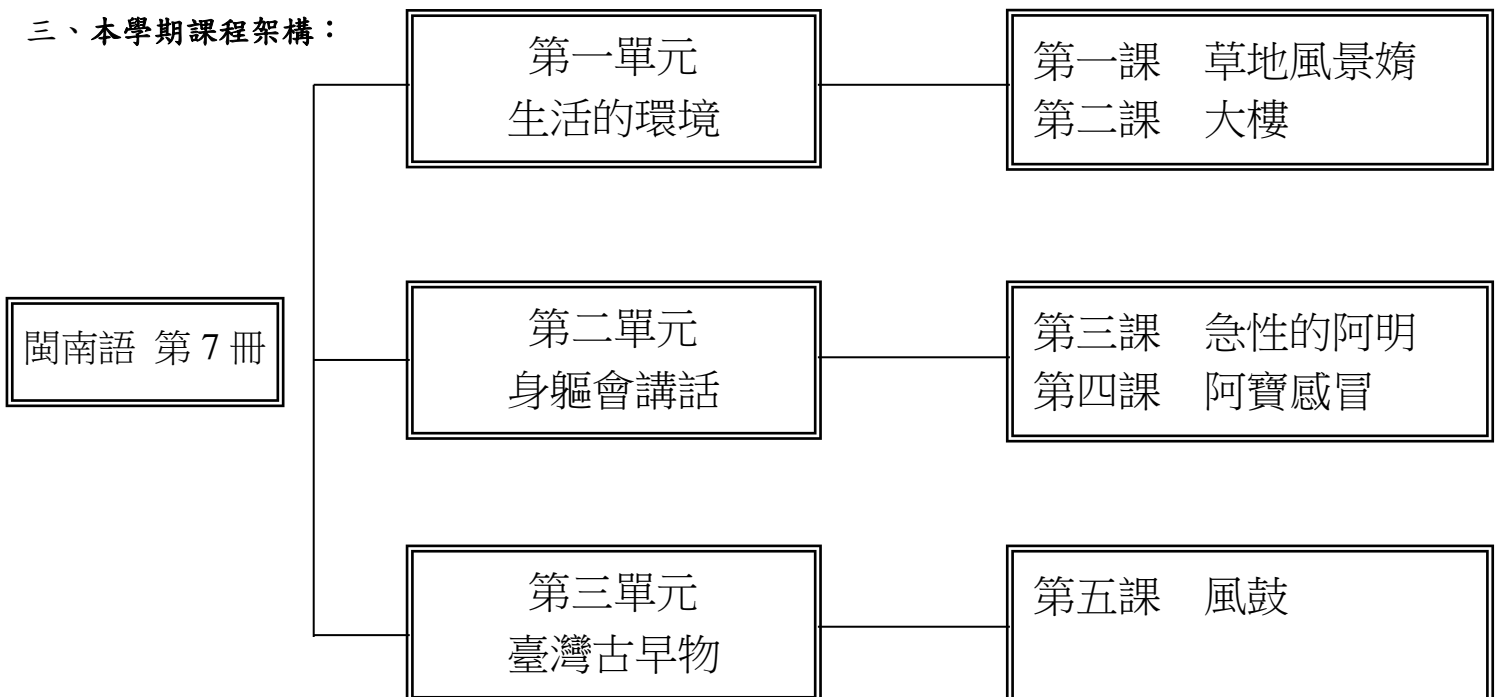 三、本學期課程架構：
閩南語 第 7 冊
第一單元
生活的環境
第一課　草地風景媠
第二課　大樓
第二單元
身軀會講話
第三課　急性的阿明
第四課　阿寶感冒
第三單元
臺灣古早物
第五課　風鼓